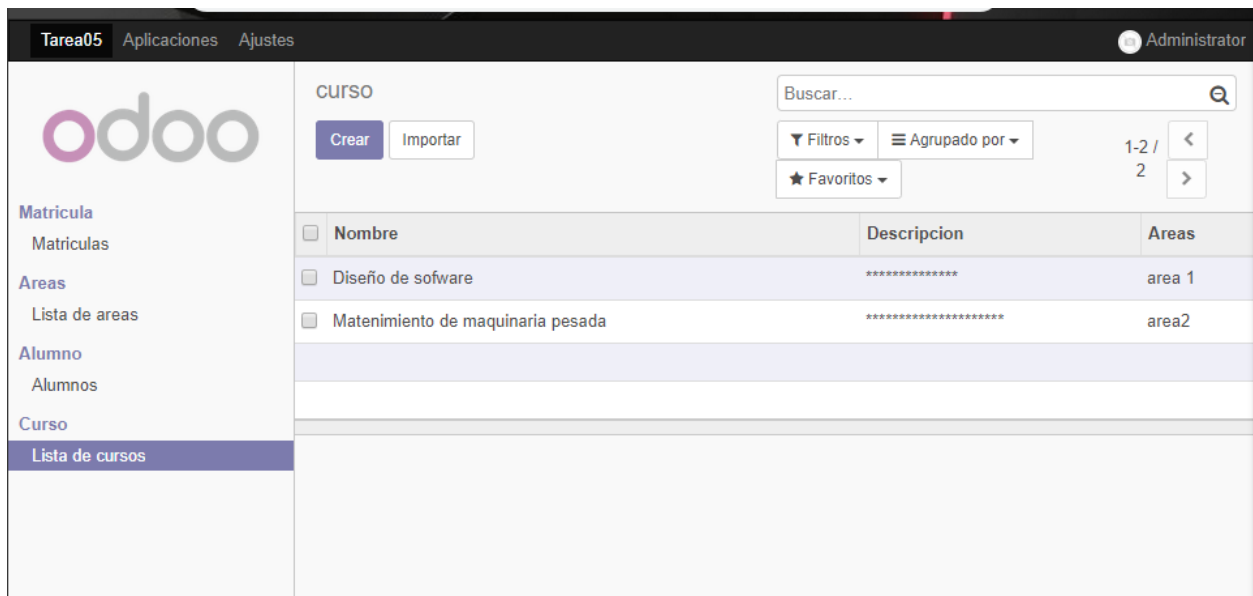 Tarea05 Aplicaciones Ajustes Administrator
odoo
Matricula
Matriculas
Areas
Lista de areas
Alumno
Alumnos
Curso
Lista de cursos
curso
Buscar...
Crear Importar
Filtros Agrupado por
Favoritos
1-2 /
2
Nombre Descripcion Areas
Diseño de sofware ************** area 1
Matenimiento de maquinaria pesada ********************* area2